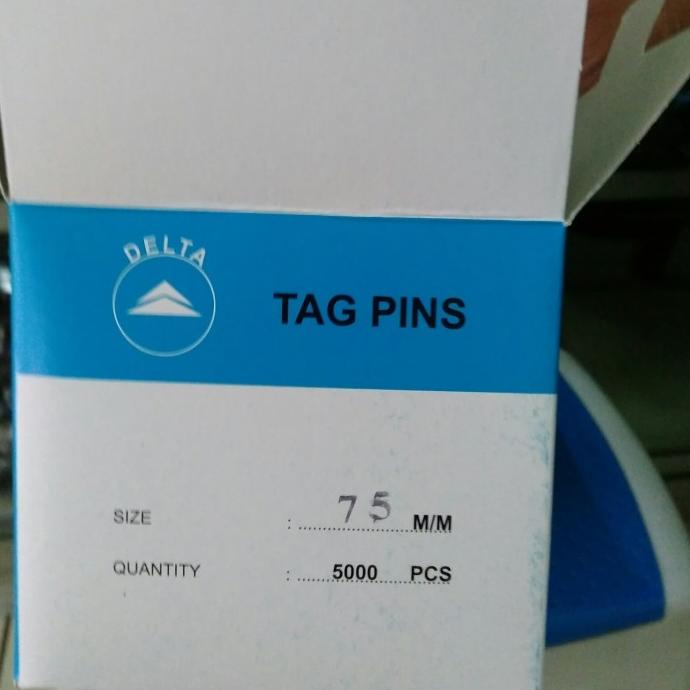 DELTA
TAG PINS
SIZE : 75 M/M
QUANTITY : 5000 PCS